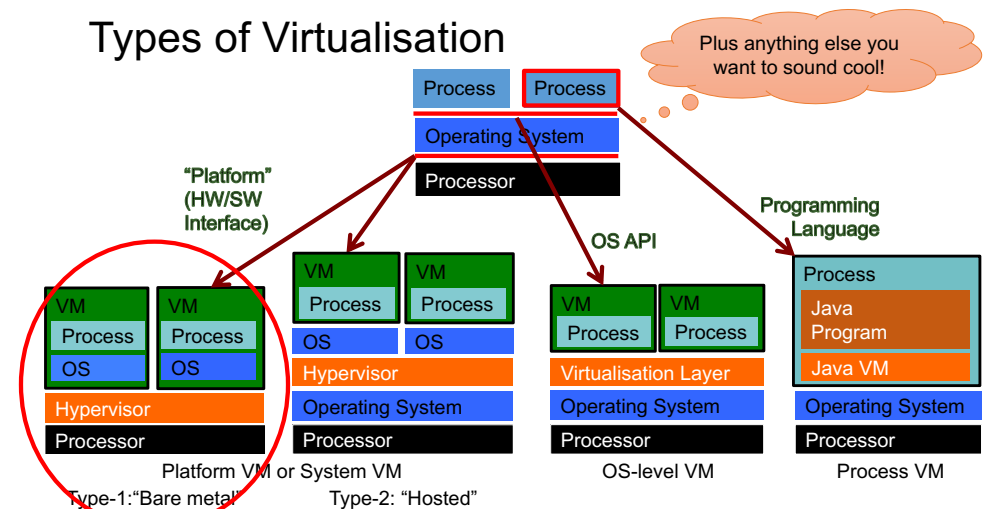 Types of Virtualisation
Plus anything else you
want to sound cool!
Process
Process
Operating System
Processor
“Platform”
(HW/SW
Interface)
OS API
Programming
Language
VM
Process
OS
VM
Process
OS
Hypervisor
Processor
VM
Process
VM
Process
OS
OS
Hypervisor
Operating System
Processor
VM
Process
VM
Process
Virtualisation Layer
Operating System
Processor
Process
Java
Program
Java VM
Operating System
Processor
Platform VM or System VM
OS-level VM
Process VM
Type-1:“Bare metal”
Type-2: “Hosted”